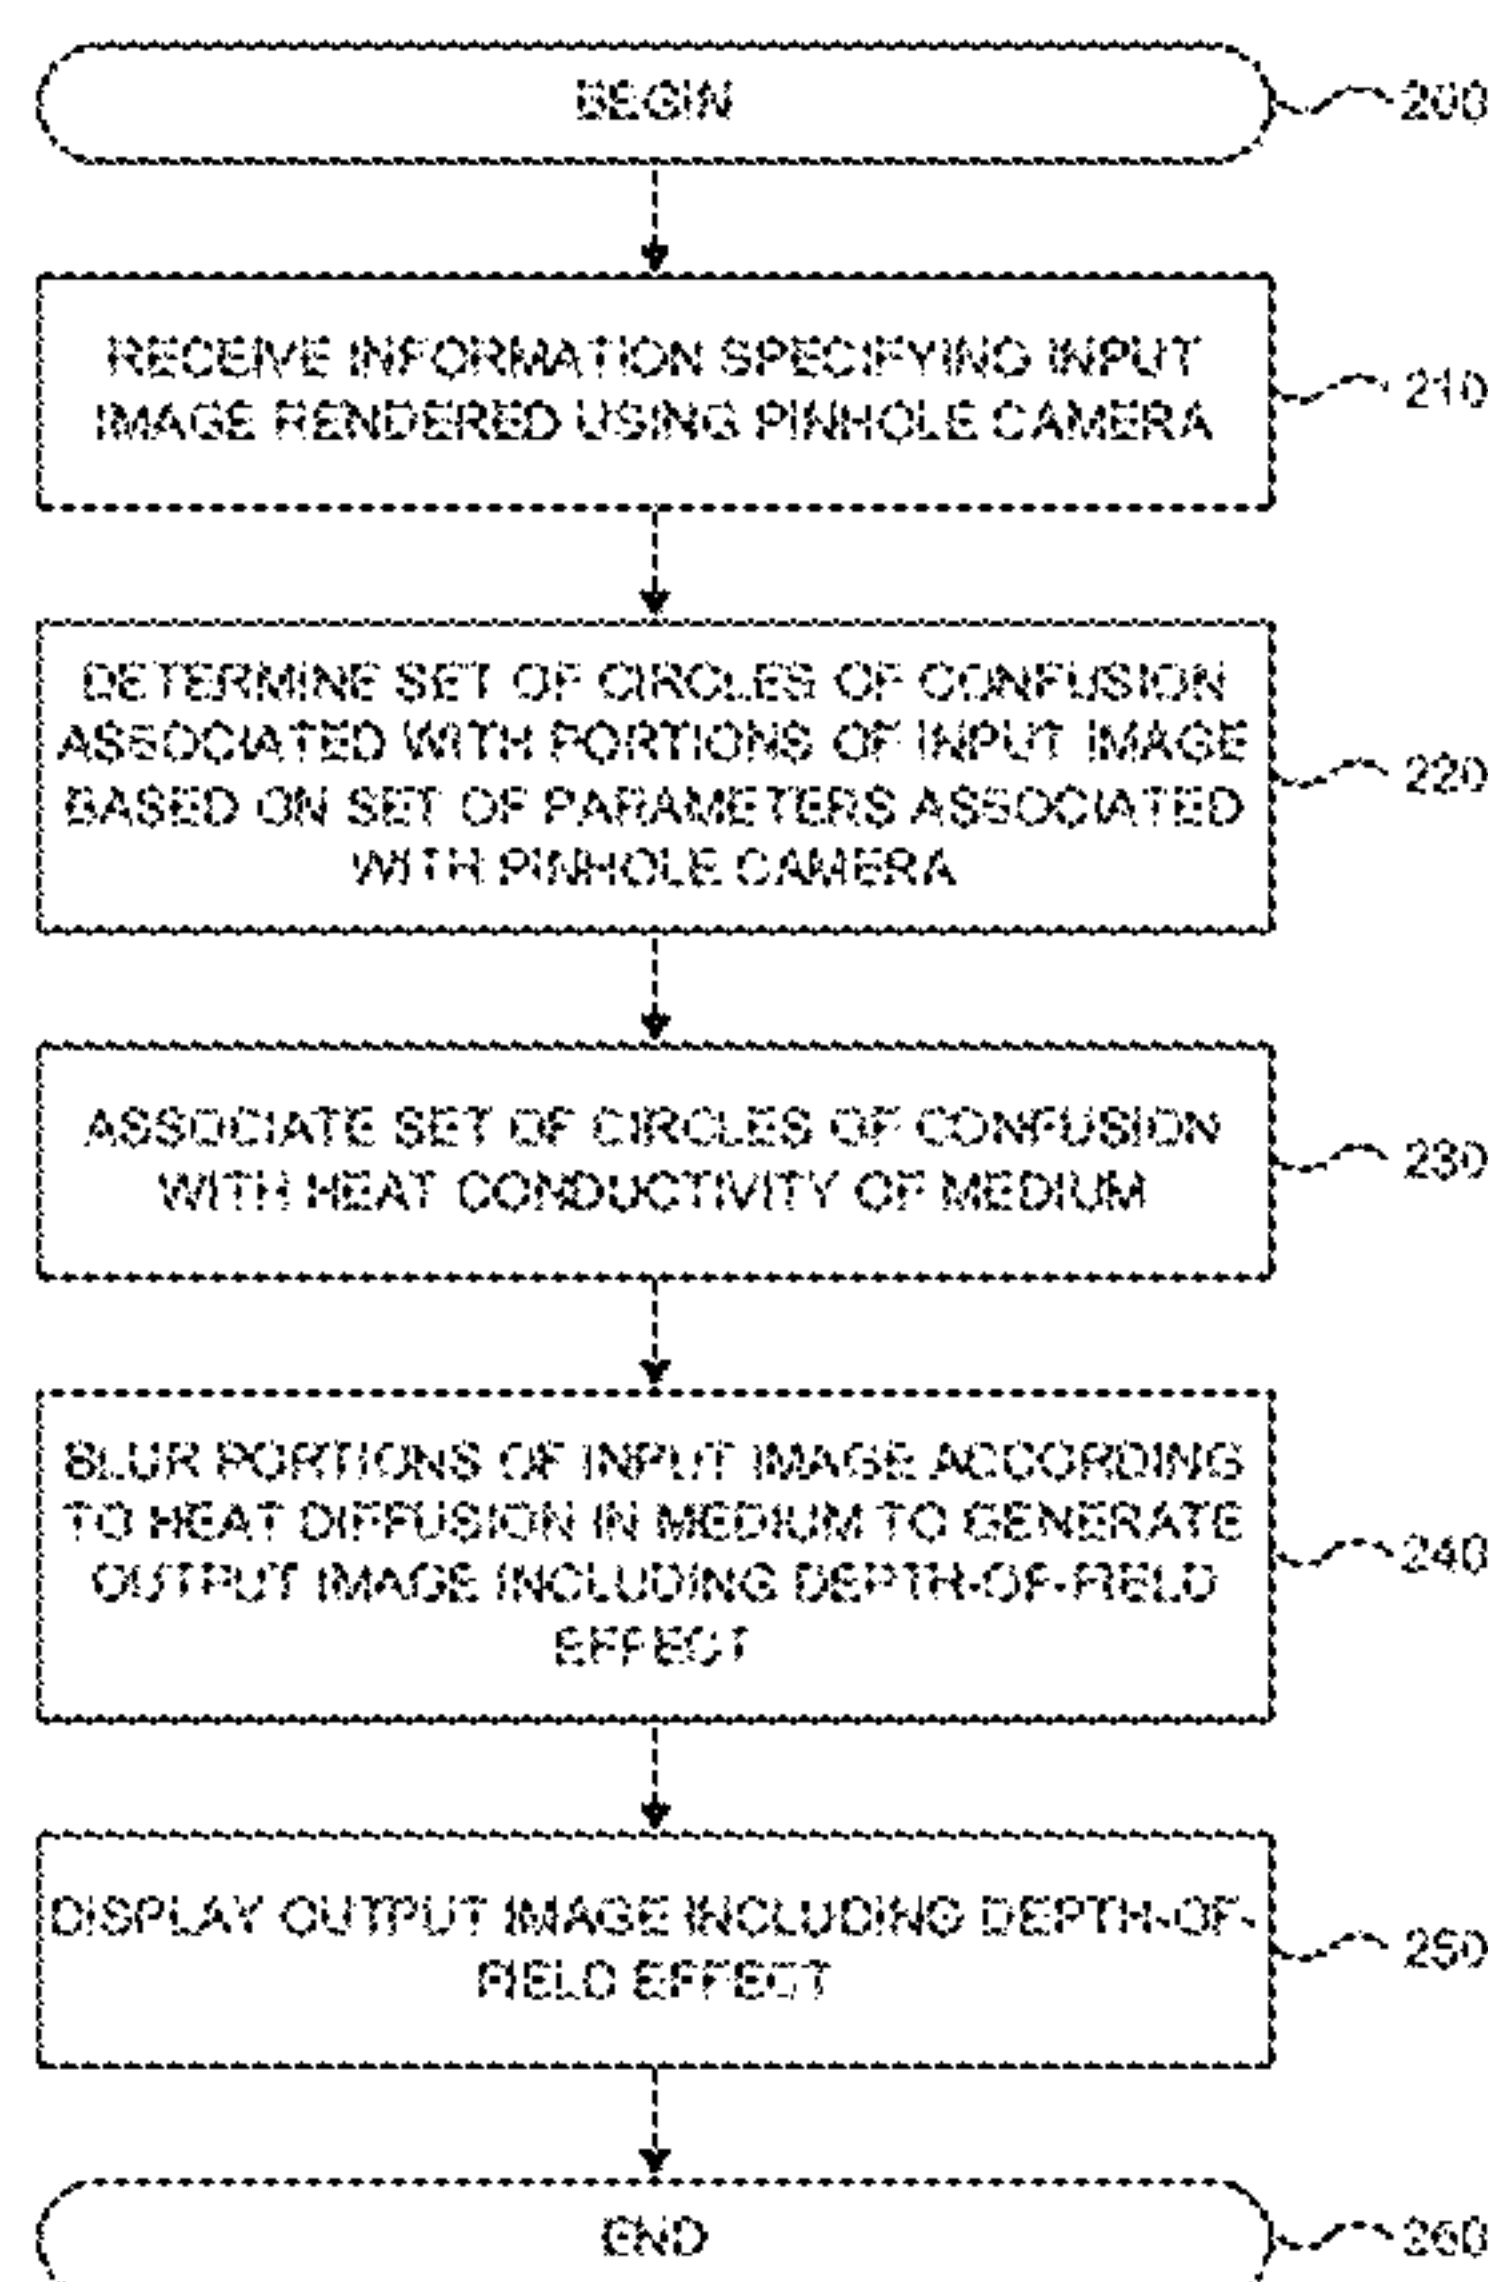 BEGIN
200
RECEIVE INFORMATION SPECIFYING INPUT
IMAGE RENDERED USING PINHOLE CAMERA
210
DETERMINE SET OF CIRCLES OF CONFUSION
ASSOCIATED WITH PORTIONS OF INPUT IMAGE
BASED ON SET OF PARAMETERS ASSOCIATED
WITH PINHOLE CAMERA
220
ASSOCIATE SET OF CIRCLES OF CONFUSION
WITH HEAT CONDUCTIVITY OF MEDIUM
230
BLUR PORTIONS OF INPUT IMAGE ACCORDING
TO HEAT DIFFUSION IN MEDIUM TO GENERATE
OUTPUT IMAGE INCLUDING DEPTH-OF-FIELD
EFFECT
240
DISPLAY OUTPUT IMAGE INCLUDING DEPTH-OF-
FIELD EFFECT
250
END
260